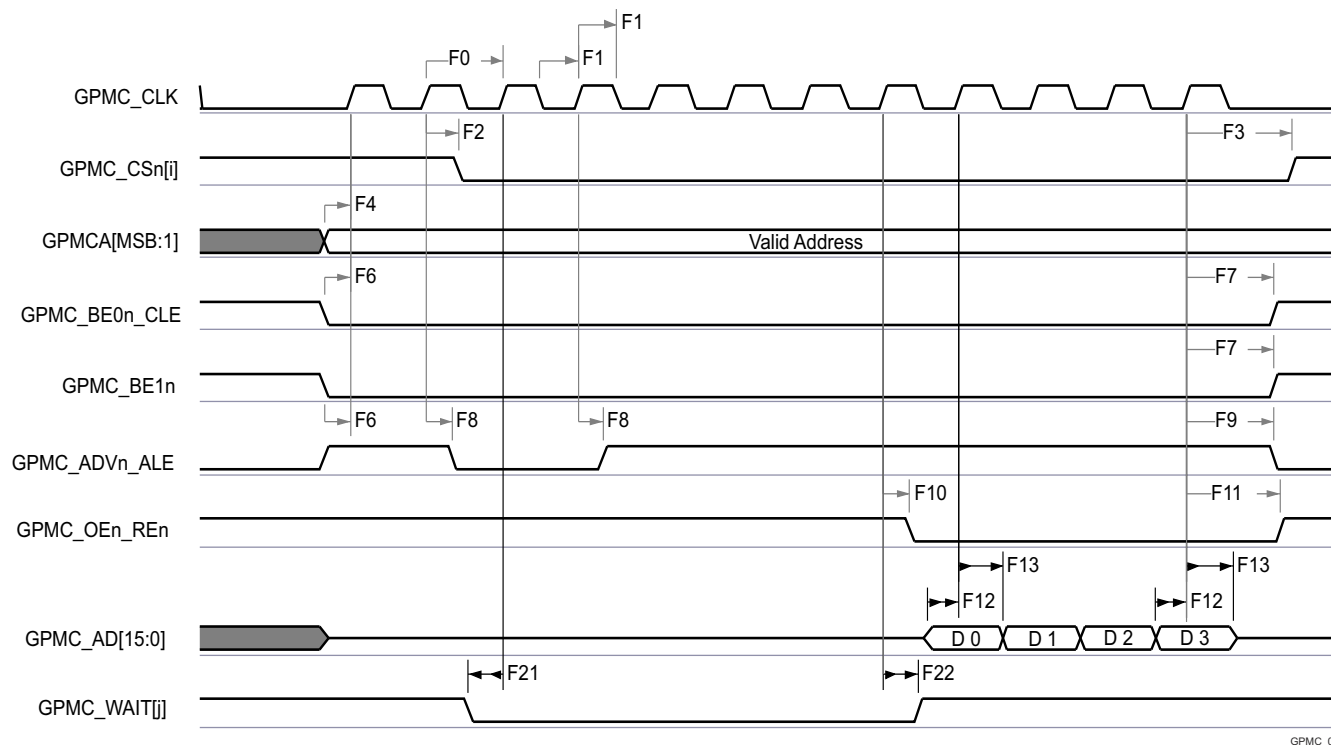 F1
F0
F1
GPMC_CLK
F2
F3
GPMC_CSn[i]
F4
GPMCA[MSB:1]
Valid Address
F6
F7
GPMC_BE0n_CLE
F7
GPMC_BE1n
F6
F8
F8
F9
GPMC_ADVn_ALE
F10
F11
GPMC_OEn_REn
F13
F13
F12
F12
GPMC_AD[15:0]
D 0
D 1
D 2
D 3
F21
F22
GPMC_WAIT[j]